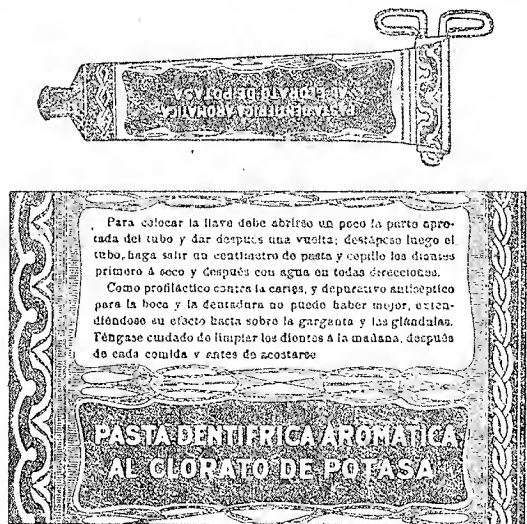 PASTA DENTIFRICA AROMATICA
AL CLORATO DE POTASA
Para colocar la llave debe abrirse un poco la parte apro-
tada del tubo y dar después una vuelta; destápese luego el
tubo, haga salir un centímetro de pasta y cepille los dientes
primero á seco y después con agua en todas direcciones.
Como profiláctico contra la caries, y depurativo antiséptico
para la boca y la dentadura no puede haber mejor, exten-
diéndose su efecto hasta sobre la garganta y las glándulas.
Téngase cuidado de limpiar los dientes á la mañana, después
de cada comida y antes de acostarse
PASTA DENTIFRICA AROMATICA
AL CLORATO DE POTASA